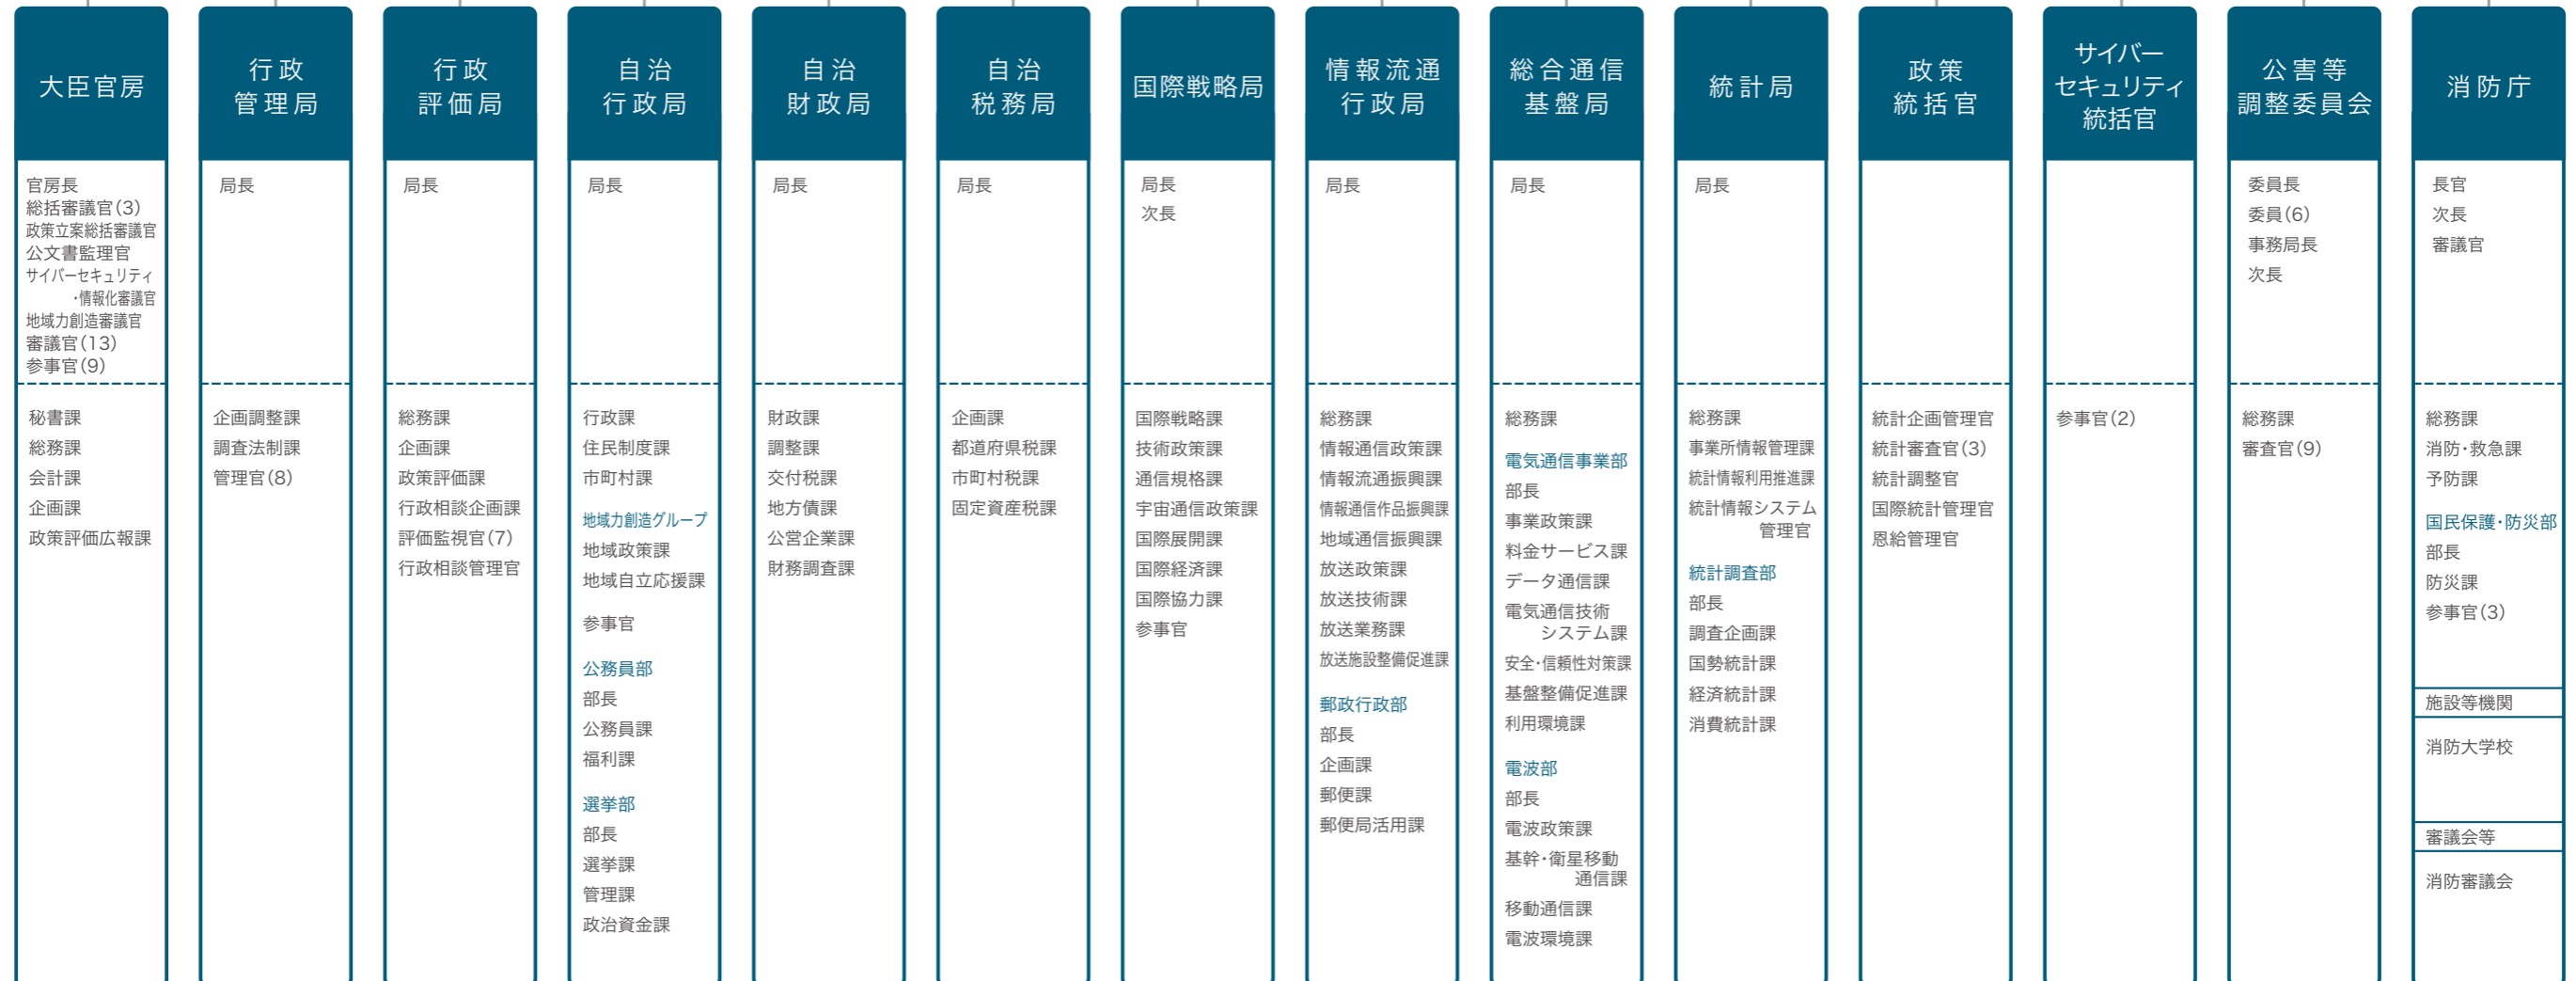 大臣官房
官房長
総括審議官(3)
政策立案総括審議官
公文書監理官
サイバーセキュリティ
・情報化審議官
地域力創造審議官
審議官(13)
参事官(9)
秘書課
総務課
会計課
企画課
政策評価広報課
行政
管理局
局長
企画調整課
調査法制課
管理官(8)
行政
評価局
局長
総務課
企画課
政策評価課
行政相談企画課
評価監視官(7)
行政相談管理官
自治
行政局
局長
行政課
住民制度課
市町村課
地域力創造グループ
地域政策課
地域自立応援課
参事官
公務員部
部長
公務員課
福利課
選挙部
部長
選挙課
管理課
政治資金課
自治
財政局
局長
財政課
調整課
交付税課
地方債課
公営企業課
財務調査課
自治
税務局
局長
企画課
都道府県税課
市町村税課
固定資産税課
国際戦略局
局長
次長
国際戦略課
技術政策課
通信規格課
宇宙通信政策課
国際展開課
国際経済課
国際協力課
参事官
情報流通
行政局
局長
総務課
情報通信政策課
情報流通振興課
情報通信作品振興課
地域通信振興課
放送政策課
放送技術課
放送業務課
放送施設整備促進課
郵政行政部
部長
企画課
郵便課
郵便局活用課
総合通信
基盤局
局長
総務課
電気通信事業部
部長
事業政策課
料金サービス課
データ通信課
電気通信技術
システム課
安全・信頼性対策課
基盤整備促進課
利用環境課
電波部
部長
電波政策課
基幹・衛星移動
通信課
移動通信課
電波環境課
統計局
局長
総務課
事業所情報管理課
統計情報利用推進課
統計情報システム
管理官
統計調査部
部長
調査企画課
国勢統計課
経済統計課
消費統計課
政策
統括官
統計企画管理官
統計審査官(3)
統計調整官
国際統計管理官
恩給管理官
サイバー
セキュリティ
統括官
参事官(2)
公害等
調整委員会
委員長
委員(6)
事務局長
次長
総務課
審査官(9)
消防庁
長官
次長
審議官
総務課
消防・救急課
予防課
国民保護・防災部
部長
防災課
参事官(3)
施設等機関
消防大学校
審議会等
消防審議会